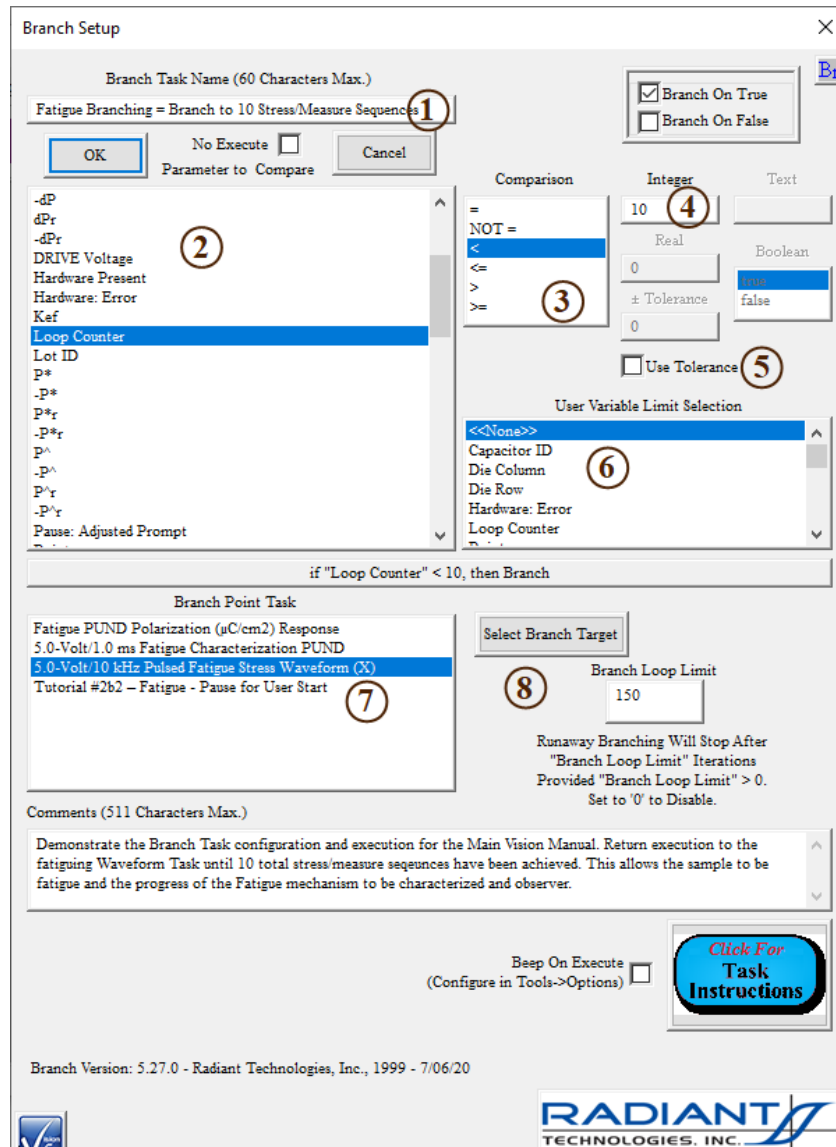 Branch Setup
Branch Task Name (60 Characters Max.)
Fatigue Branching = Branch to 10 Stress/Measure Sequences
1
Branch On True
Branch On False
OK
No Execute
Cancel
Parameter to Compare
-dP
dPr
-dPr
DRIVE Voltage
Hardware Present
Hardware: Error
Kef
Loop Counter
Lot ID
P*
-P*
P*r
-P*r
P^
-P^
P^r
-P^r
Pause: Adjusted Prompt
2
Comparison
=
NOT =
<
<=
>
>=
3
Integer
10
4
Real
0
± Tolerance
0
Text
Boolean
true
false
Use Tolerance
5
User Variable Limit Selection
<<None>>
Capacitor ID
Die Column
Die Row
Hardware: Error
Loop Counter
6
if "Loop Counter" < 10, then Branch
Branch Point Task
Fatigue PUND Polarization (µC/cm2) Response
5.0-Volt/1.0 ms Fatigue Characterization PUND
5.0-Volt/10 kHz Pulsed Fatigue Stress Waveform (X)
Tutorial #2b2 – Fatigue - Pause for User Start
7
Select Branch Target
8
Branch Loop Limit
150
Runaway Branching Will Stop After
"Branch Loop Limit" Iterations
Provided "Branch Loop Limit" > 0.
Set to '0' to Disable.
Comments (511 Characters Max.)
Demonstrate the Branch Task configuration and execution for the Main Vision Manual. Return execution to the
fatiguing Waveform Task until 10 total stress/measure seqeunces have been achieved. This allows the sample to be
fatigue and the progress of the Fatigue mechanism to be characterized and observer.
Beep On Execute
(Configure in Tools->Options)
Click For
Task
Instructions
Branch Version: 5.27.0 - Radiant Technologies, Inc., 1999 - 7/06/20
RADIANT
TECHNOLOGIES, INC.